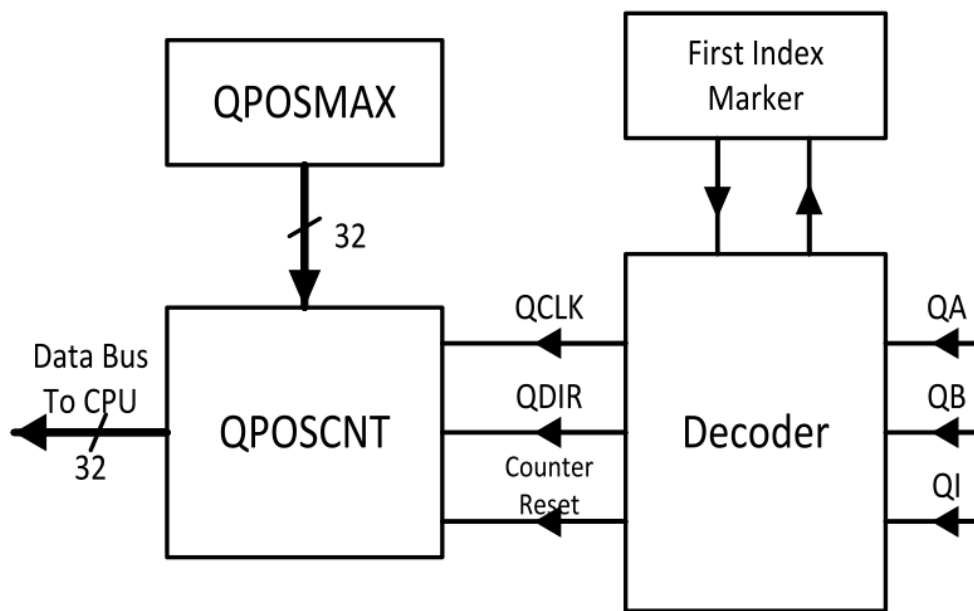 QPOSMAX
First Index
Marker
32
QCLK
QA
Data Bus
To CPU
QDIR
QB
QPOSCNT
Decoder
32
Counter
Reset
QI